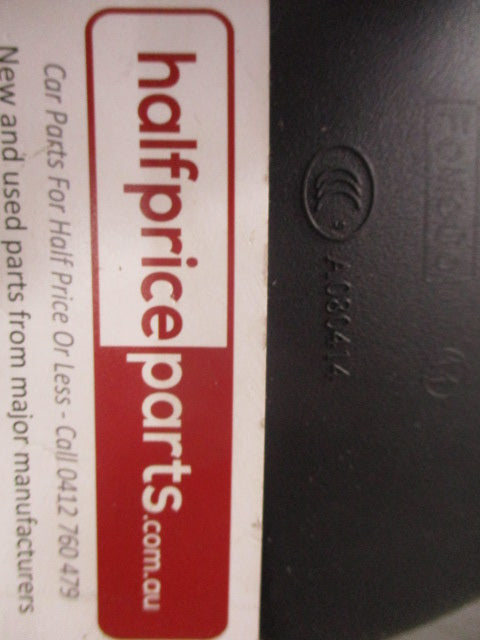 halfpriceparts.com.au
Car Parts For Half Price Or Less - Call 0412 760 479
New and used parts from major manufacturers
A080414